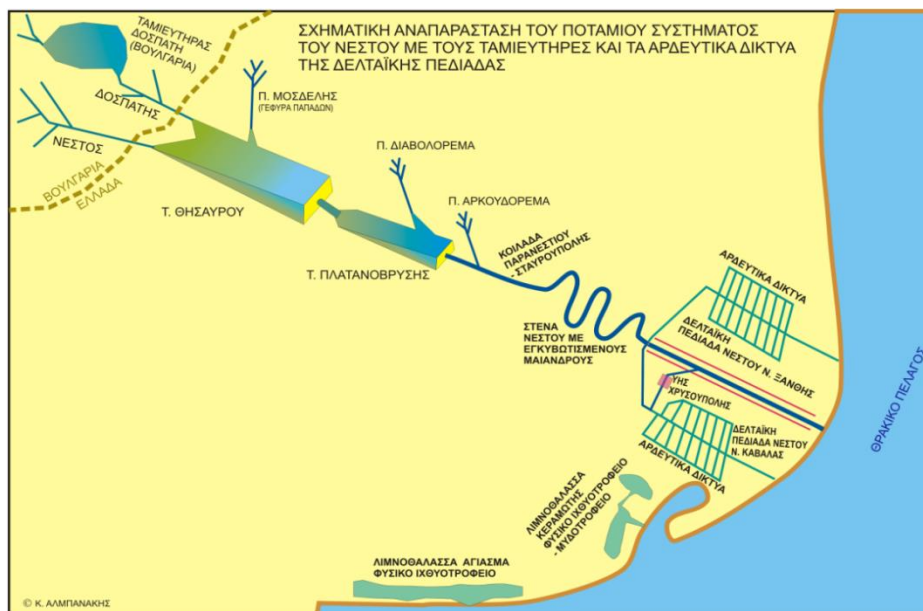 ΣΧΗΜΑΤΙΚΗ ΑΝΑΠΑΡΑΣΤΑΣΗ ΤΟΥ ΠΟΤΑΜΙΟΥ ΣΥΣΤΗΜΑΤΟΣ
ΤΟΥ ΝΕΣΤΟΥ ΜΕ ΤΟΥΣ ΤΑΜΙΕΥΤΗΡΕΣ ΚΑΙ ΤΑ ΑΡΔΕΥΤΙΚΑ ΔΙΚΤΥΑ
ΤΗΣ ΔΕΛΤΑΪΚΗΣ ΠΕΔΙΑΔΑΣ
ΤΑΜΙΕΥΤΗΡΑΣ
ΔΟΣΠΑΤΗ
(ΒΟΥΛΓΑΡΙΑ)
ΔΟΣΠΑΤΗΣ
Π. ΜΟΣΔΕΛΗΣ
(ΓΕΦΥΡΑ ΠΑΠΑΔΩΝ)
ΝΕΣΤΟΣ
ΒΟΥΛΓΑΡΙΑ
ΕΛΛΑΔΑ
Τ. ΘΗΣΑΥΡΟΥ
Π. ΔΙΑΒΟΛΟΡΕΜΑ
Π. ΑΡΚΟΥΔΟΡΕΜΑ
Τ. ΠΛΑΤΑΝΟΒΡΥΣΗΣ
ΚΟΙΛΑΔΑ
ΠΑΡΑΝΕΣΤΙΟΥ
- ΣΤΑΥΡΟΥΠΟΛΗΣ
ΣΤΕΝΑ
ΝΕΣΤΟΥ ΜΕ
ΕΓΚΥΒΩΤΙΣΜΕΝΟΥΣ
ΜΑΙΑΝΔΡΟΥΣ
ΑΡΔΕΥΤΙΚΑ ΔΙΚΤΥΑ
ΔΕΛΤΑΪΚΗ
ΠΕΔΙΑΔΑ ΝΕΣΤΟΥ Ν. ΞΑΝΘΗΣ
ΥΗΣ
ΧΡΥΣΟΥΠΟΛΗΣ
ΔΕΛΤΑΪΚΗ
ΠΕΔΙΑΔΑ ΝΕΣΤΟΥ
Ν. ΚΑΒΑΛΑΣ
ΑΡΔΕΥΤΙΚΑ ΔΙΚΤΥΑ
ΘΡΑΚΙΚΟ ΠΕΛΑΓΟΣ
ΛΙΜΝΟΘΑΛΑΣΣΑ
ΚΕΡΑΜΩΤΗΣ
ΦΥΣΙΚΟ ΙΧΘΥΟΤΡΟΦΕΙΟ
- ΜΥΔΟΤΡΟΦΕΙΟ
ΛΙΜΝΟΘΑΛΑΣΣΑ ΑΓΙΑΣΜΑ
ΦΥΣΙΚΟ ΙΧΘΥΟΤΡΟΦΕΙΟ
© Κ. ΑΛΜΠΑΝΑΚΗΣ